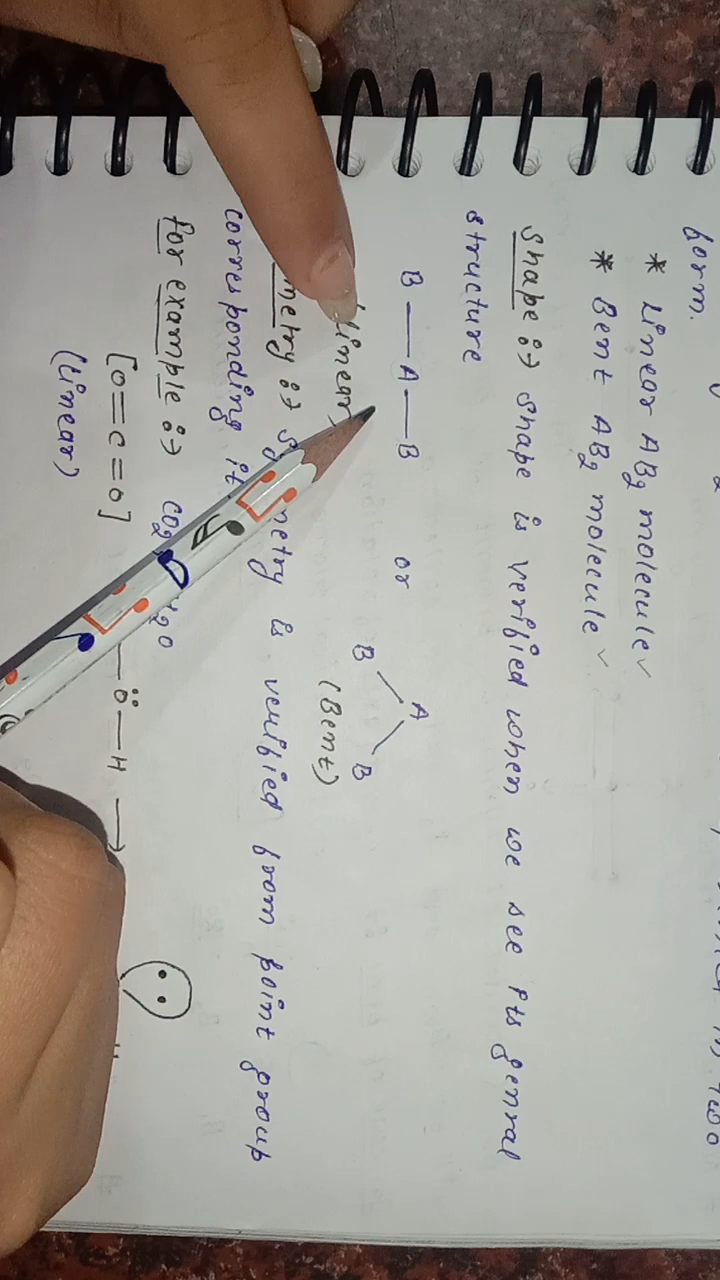 form.
* Linear AB2 molecule ✓
* Bent AB2 molecule ✓
shape :→ shape is verified when we see its genral
structure
B — A — B or B A B
(Linear) (Bent)
metry :→ metry is verified from point group
corresponding it
for example :→ CO2, H2O
[O=C=O] — Ö — H →
(Linear)